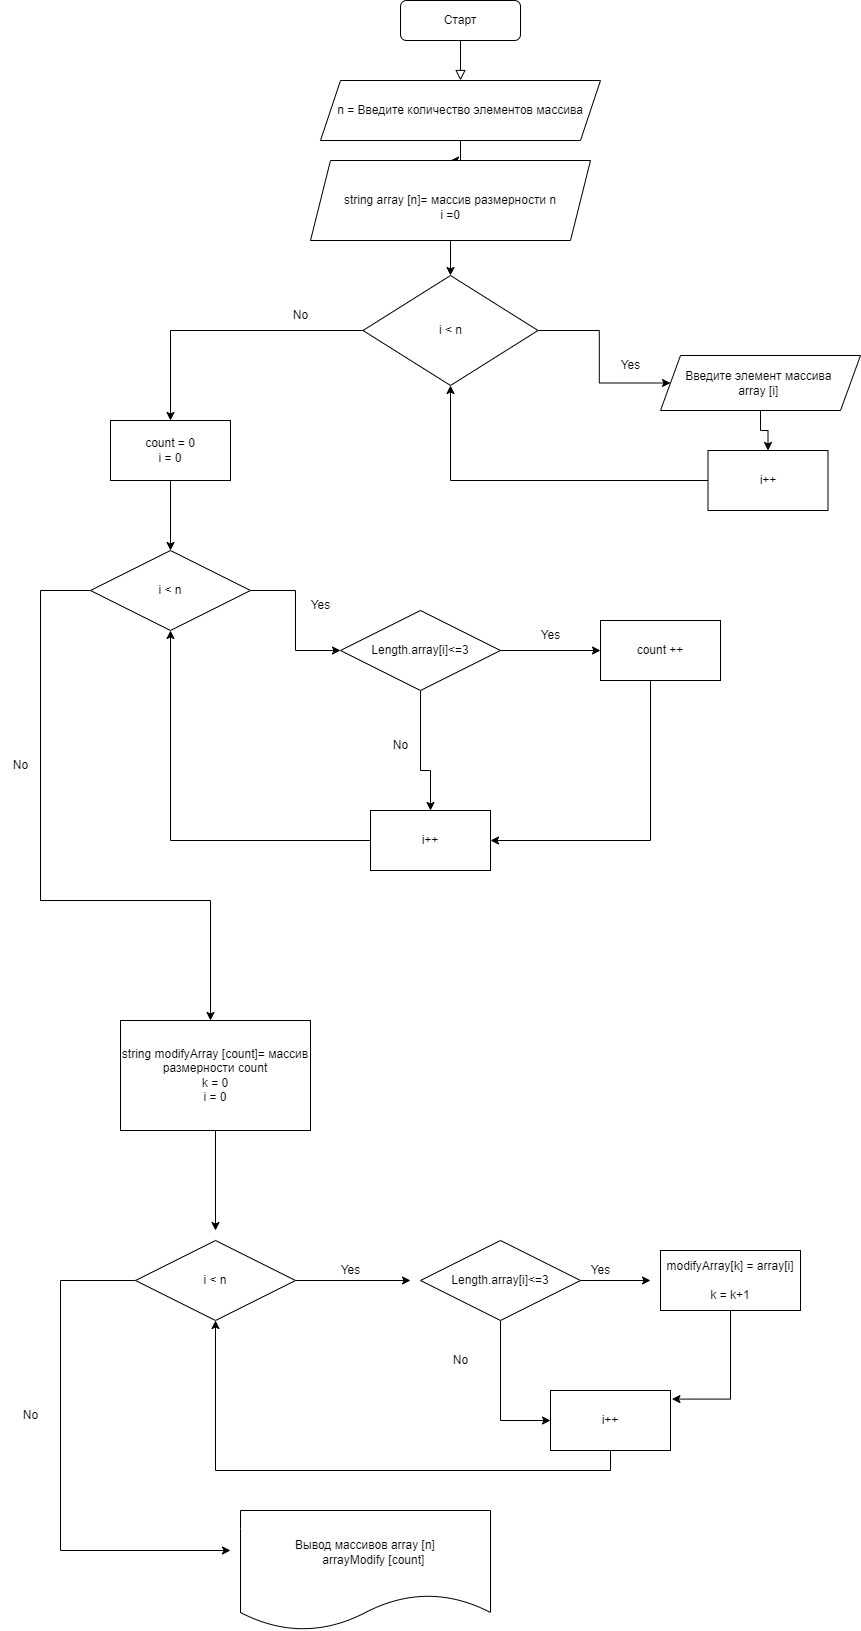 Старт
n = Введите количество элементов массива
string array [n]= массив размерности n
i =0
i < n
No
Yes
Введите элемент массива
array [i]
i++
count = 0
i = 0
i < n
Yes
Length.array[i]<=3
Yes
count ++
No
No
i++
string modifyArray [count]= массив
размерности count
k = 0
i = 0
i < n
Yes
Length.array[i]<=3
Yes
modifyArray[k] = array[i]
k = k+1
No
No
i++
Вывод массивов array [n]
arrayModify [count]